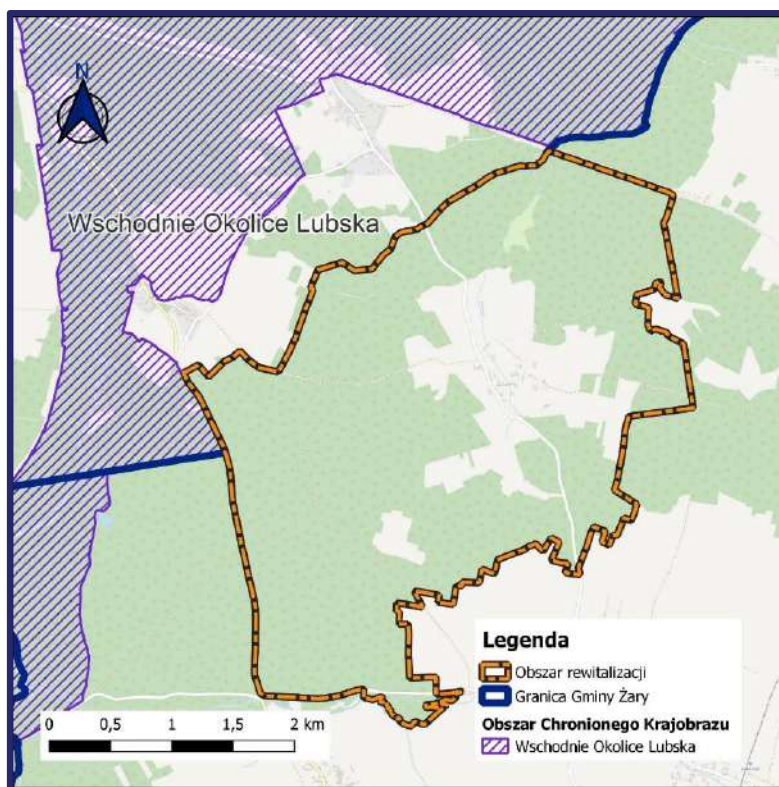 N
Wschodnie Okolice Lubska
Legenda
Obszar rewitalizacji
Granica Gminy Żary
Obszar Chronionego Krajobrazu
Wschodnie Okolice Lubska
0 0,5 1 1,5 2 km